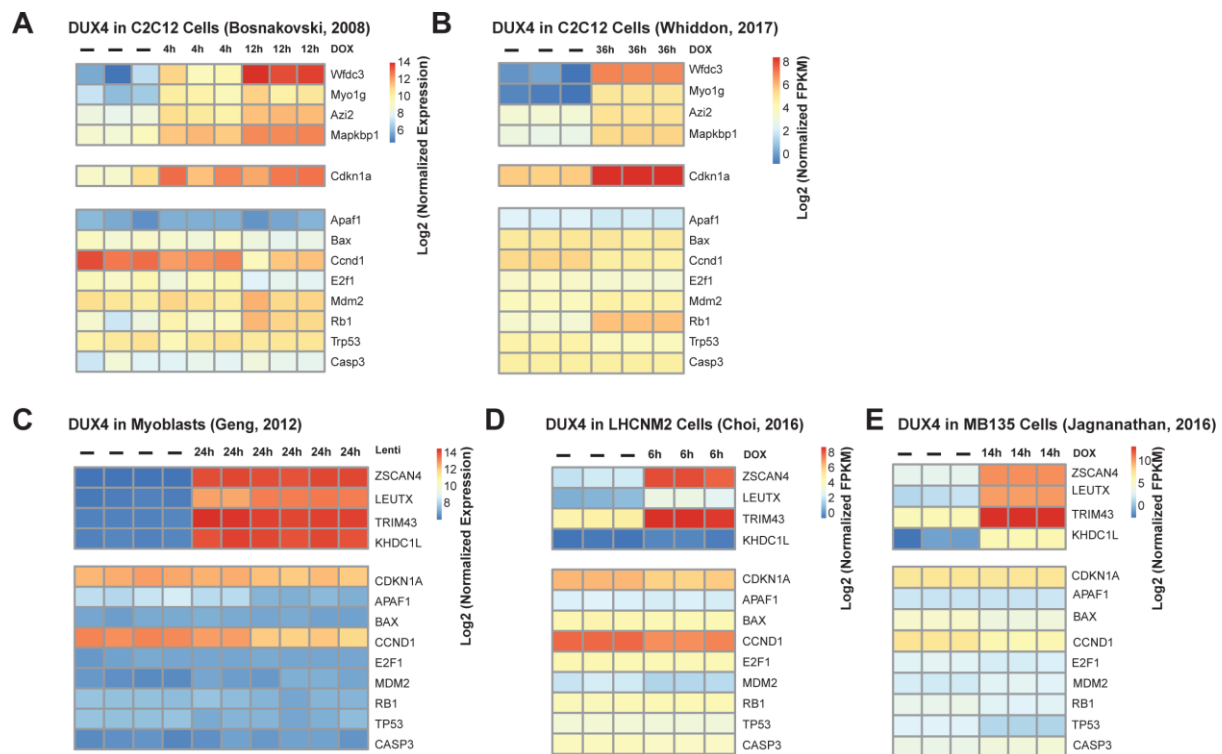 A
DUX4 in C2C12 Cells (Bosnakovski, 2008)
— — — 4h 4h 4h 12h 12h 12h DOX
Wfdc3
Myo1g
Azi2
Mapkbp1
Cdkn1a
Apaf1
Bax
Ccnd1
E2f1
Mdm2
Rb1
Trp53
Casp3
14
12
10
8
6
Log2 (Normalized Expression)
B
DUX4 in C2C12 Cells (Whiddon, 2017)
— — — 36h 36h 36h DOX
Wfdc3
Myo1g
Azi2
Mapkbp1
Cdkn1a
Apaf1
Bax
Ccnd1
E2f1
Mdm2
Rb1
Trp53
Casp3
8
6
4
2
0
Log2 (Normalized FPKM)
C
DUX4 in Myoblasts (Geng, 2012)
— — — — 24h 24h 24h 24h 24h 24h Lenti
ZSCAN4
LEUTX
TRIM43
KHDC1L
CDKN1A
APAF1
BAX
CCND1
E2F1
MDM2
RB1
TP53
CASP3
14
12
10
8
6
Log2 (Normalized Expression)
D
DUX4 in LHCNM2 Cells (Choi, 2016)
— — — 6h 6h 6h DOX
ZSCAN4
LEUTX
TRIM43
KHDC1L
CDKN1A
APAF1
BAX
CCND1
E2F1
MDM2
RB1
TP53
CASP3
8
6
4
2
0
Log2 (Normalized FPKM)
E
DUX4 in MB135 Cells (Jagnanathan, 2016)
— — — 14h 14h 14h DOX
ZSCAN4
LEUTX
TRIM43
KHDC1L
CDKN1A
APAF1
BAX
CCND1
E2F1
MDM2
RB1
TP53
CASP3
10
5
0
Log2 (Normalized FPKM)